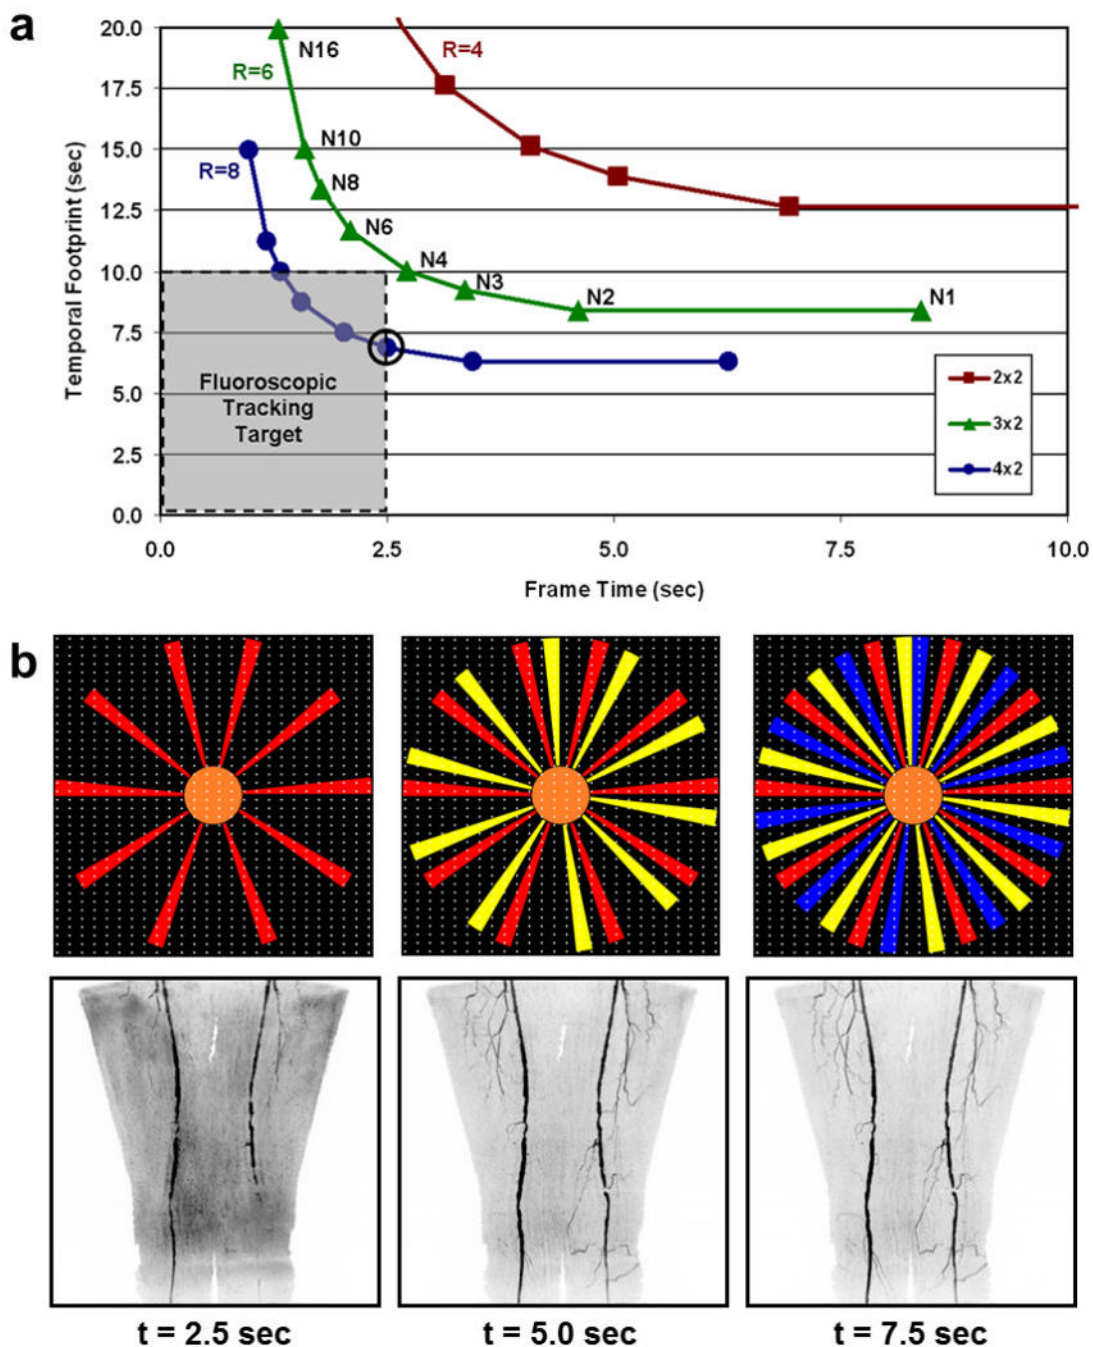 a
20.0
17.5
15.0
12.5
10.0
7.5
5.0
2.5
0.0
Temporal Footprint (sec)
R=4
R=6
R=8
N16
N10
N8
N6
N4
N3
N2
N1
Fluoroscopic
Tracking
Target
2x2
3x2
4x2
0.0 2.5 5.0 7.5 10.0
Frame Time (sec)
b
t = 2.5 sec t = 5.0 sec t = 7.5 sec